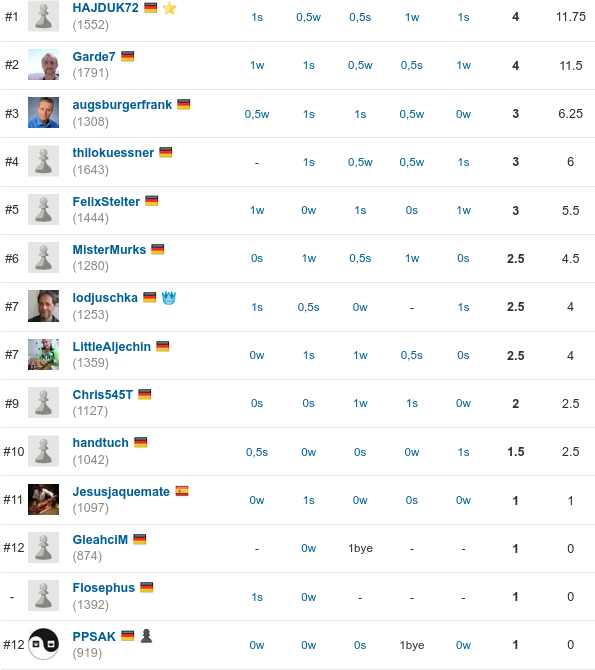 #1 HAJDUK72 1s 0,5w 0,5s 1w 1s 4 11.75
(1552)
#2 Garde7 1w 1s 0,5w 0,5s 1w 4 11.5
(1791)
#3 augsburgerfrank 0,5w 1s 1s 0,5w 0w 3 6.25
(1308)
#4 thilokuessner - 1s 0,5w 0,5w 1s 3 6
(1643)
#5 FelixStelter 1w 0w 1s 0s 1w 3 5.5
(1444)
#6 MisterMurks 0s 1w 0,5s 1w 0s 2.5 4.5
(1280)
#7 lodjuschka 1s 0,5s 0w - 1s 2.5 4
(1253)
#7 LittleAljechin 0w 1s 1w 0,5s 0s 2.5 4
(1359)
#9 Chris545T 0s 0s 1w 1s 0w 2 2.5
(1127)
#10 handtuch 0,5s 0w 0s 0w 1s 1.5 2.5
(1042)
#11 Jesusjaquemate 0w 1s 0w 0s 0w 1 1
(1097)
#12 GleahciM - 0w 1bye - - 1 0
(874)
- Flosephus 1s 0w - - - 1 0
(1392)
#12 PPSAK 0w 0w 0s 1bye 0w 1 0
(919)